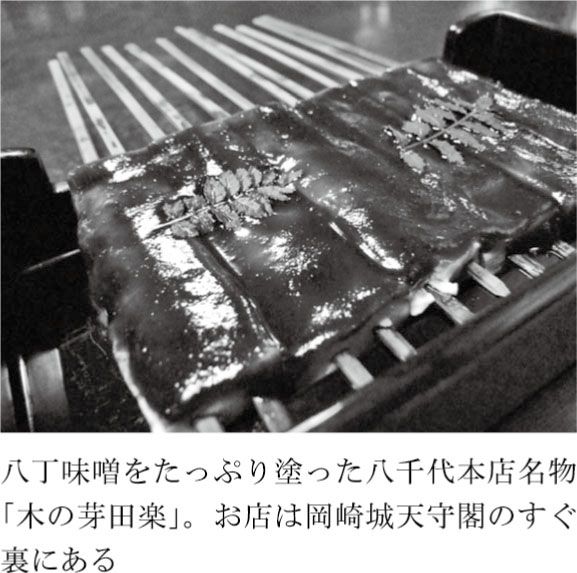 八丁味噌をたっぷり塗った八千代本店名物
「木の芽田楽」。お店は岡崎城天守閣のすぐ
裏にある